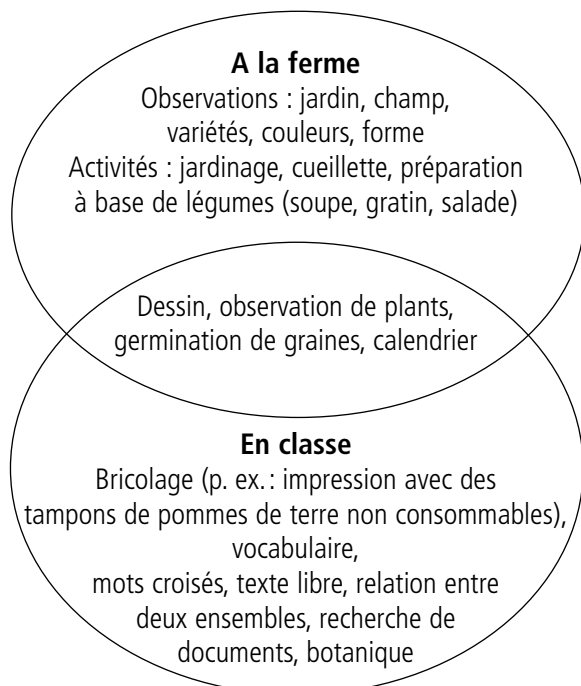 A la ferme
Observations : jardin, champ,
variétés, couleurs, forme
Activités : jardinage, cueillette, préparation
à base de légumes (soupe, gratin, salade)
Dessin, observation de plants,
germination de graines, calendrier
En classe
Bricolage (p. ex. : impression avec des
tampons de pommes de terre non consommables),
vocabulaire,
mots croisés, texte libre, relation entre
deux ensembles, recherche de
documents, botanique